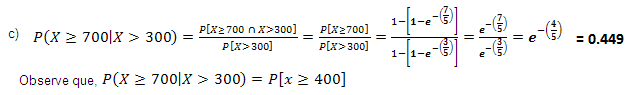 c) P(X ≥ 700|X > 300) = P[X≥700 ∩ X>300] / P[X>300] = P[X≥700] / P[X>300] = 1−[1−e^−(7/5)] / 1−[1−e^−(3/5)] = e^−(7/5) / e^−(3/5) = e^−(4/5) = 0.449
Observe que, P(X ≥ 700|X > 300) = P[x ≥ 400]